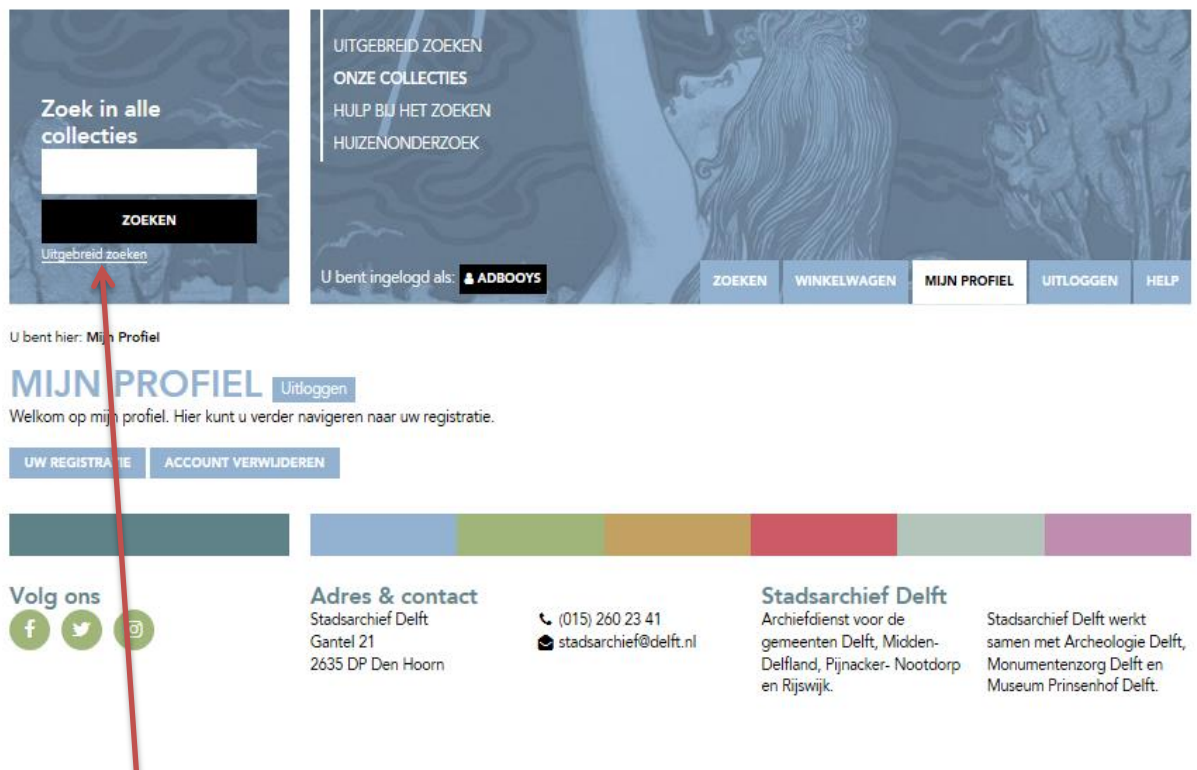 Zoek in alle
collecties
ZOEKEN
Uitgebreid zoeken
UITGEBREID ZOEKEN
ONZE COLLECTIES
HULP BIJ HET ZOEKEN
HUIZENONDERZOEK
U bent ingelogd als: ADBOOYS
ZOEKEN WINKELWAGEN MIJN PROFIEL UITLOGGEN HELP
U bent hier: Mijn Profiel
MIJN PROFIEL Uitloggen
Welkom op mijn profiel. Hier kunt u verder navigeren naar uw registratie.
UW REGISTRATIE ACCOUNT VERWIJDEREN
Volg ons
Adres & contact
Stadsarchief Delft
Gantel 21
2635 DP Den Hoorn
(015) 260 23 41
stadsarchief@delft.nl
Stadsarchief Delft
Archiefdienst voor de
gemeenten Delft, Midden-
Delfland, Pijnacker- Nootdorp
en Rijswijk.
Stadsarchief Delft werkt
samen met Archeologie Delft,
Monumentenzorg Delft en
Museum Prinsenhof Delft.